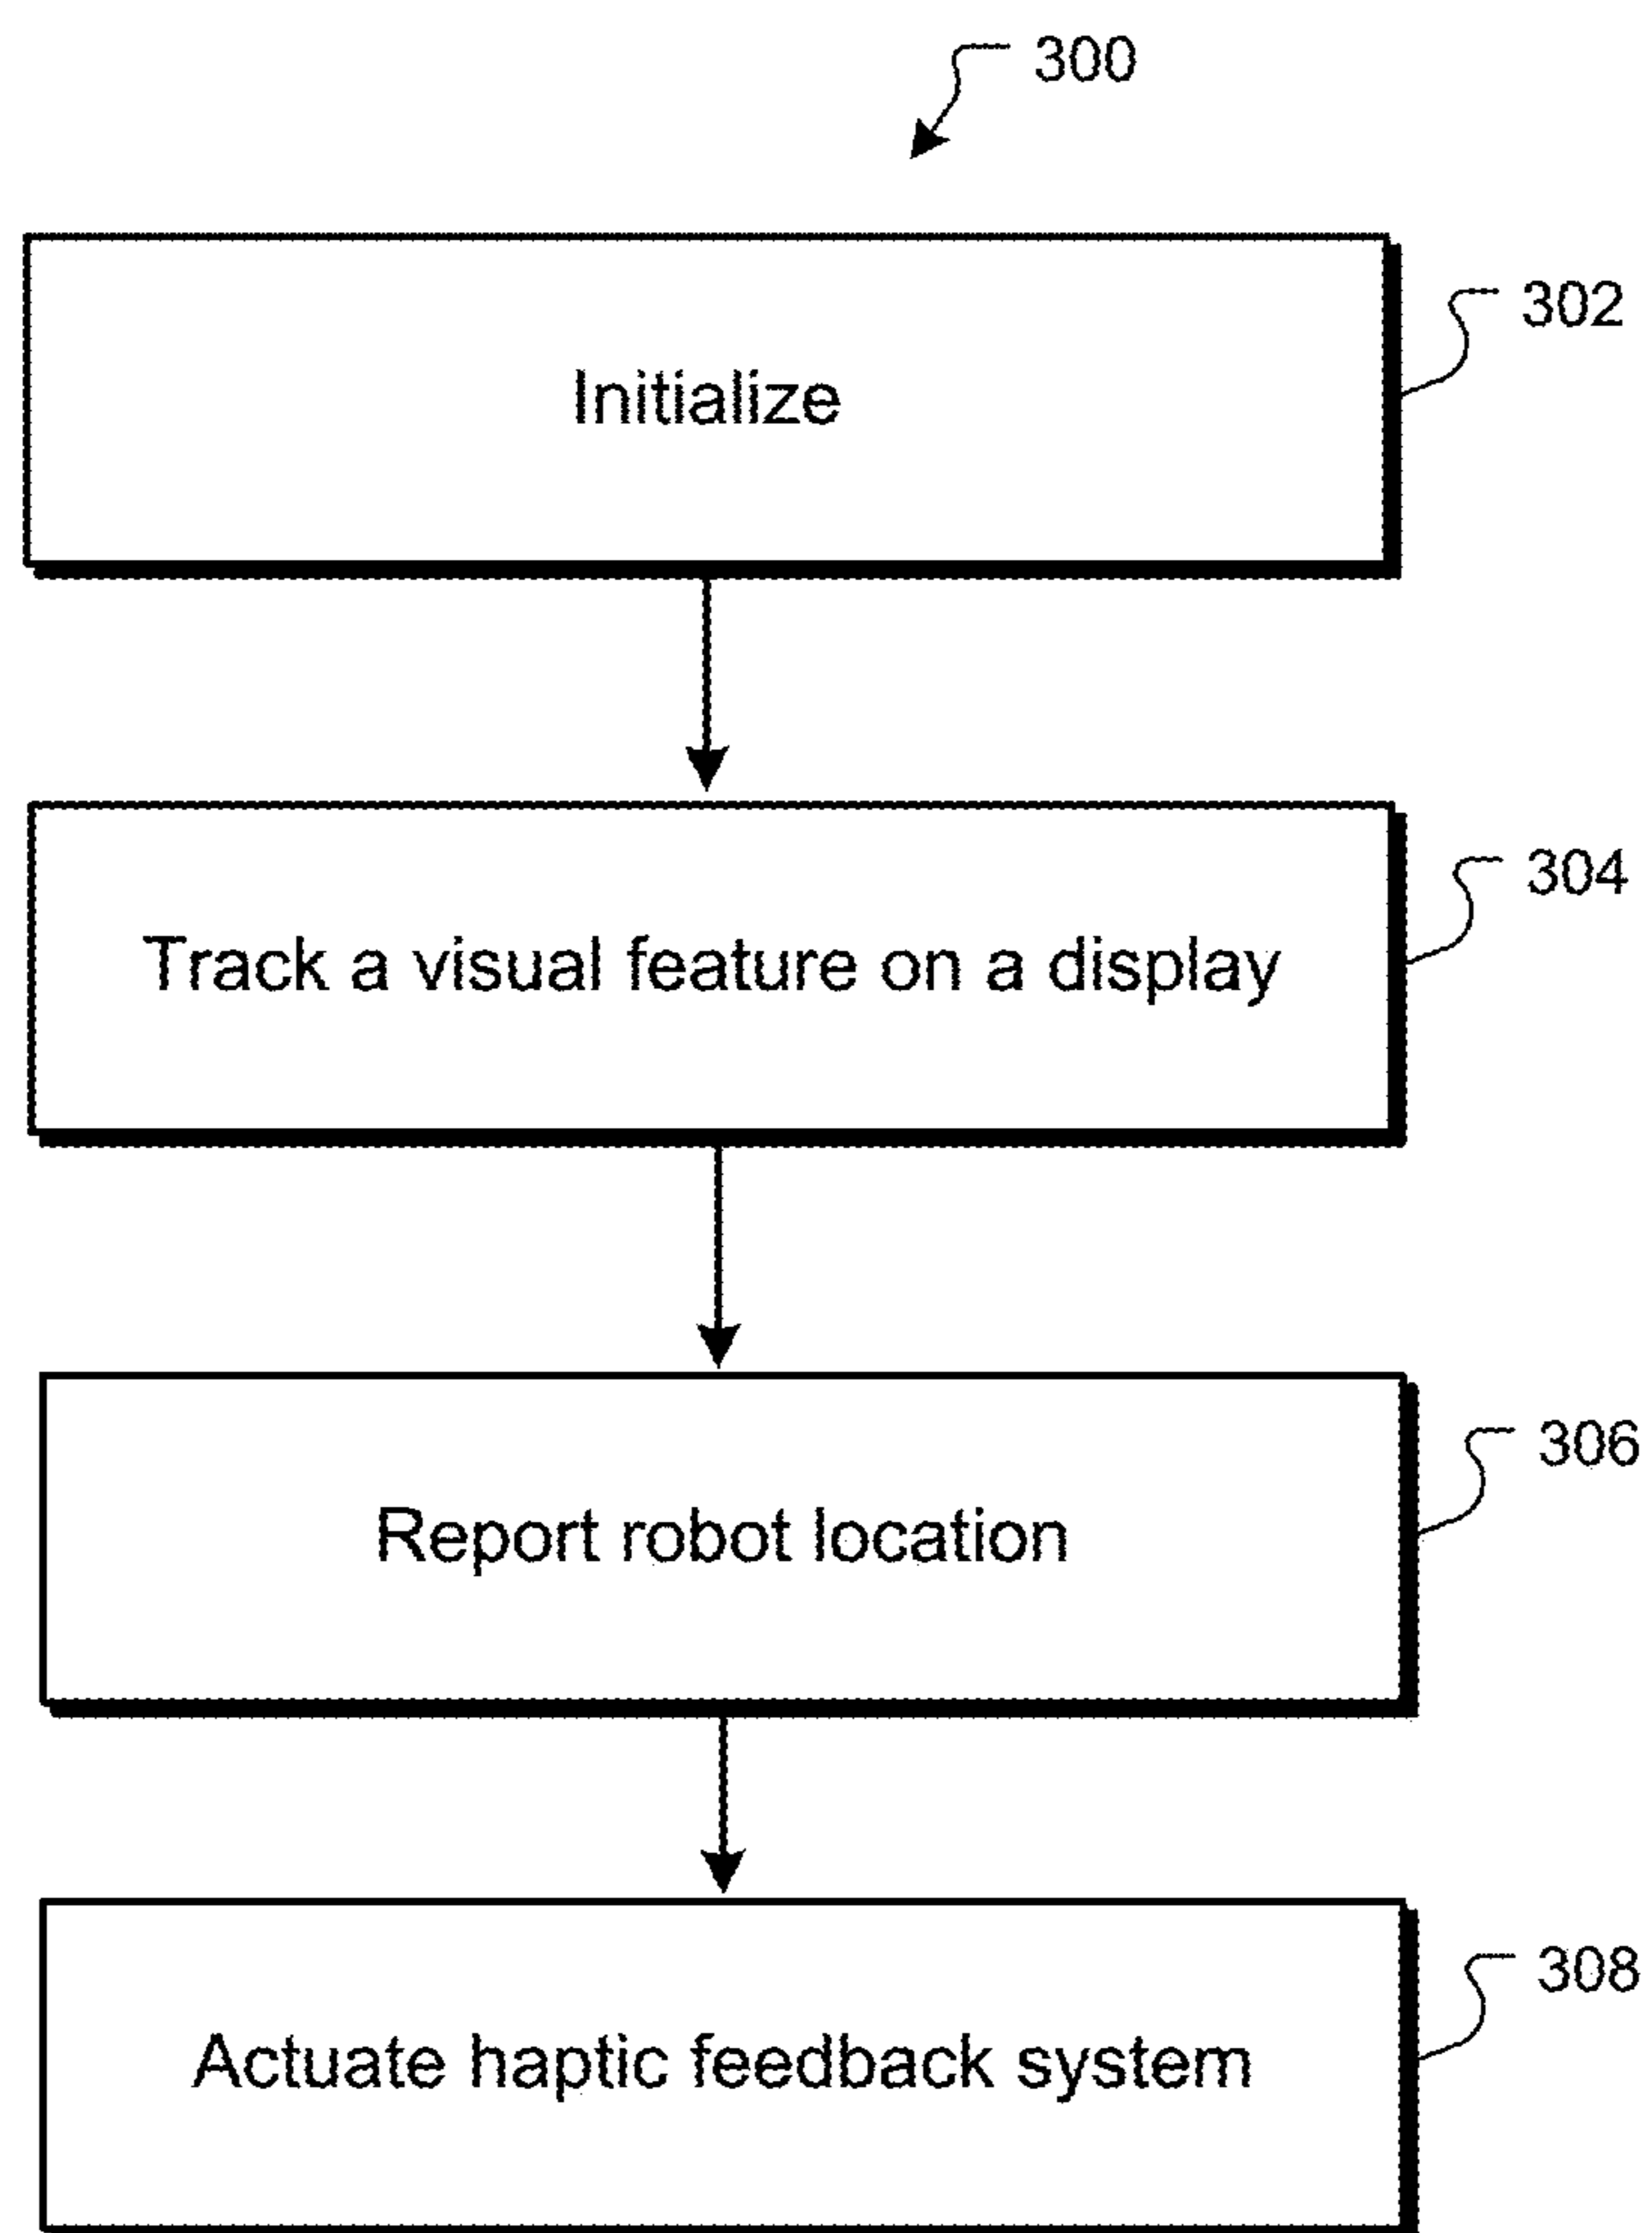 300
Initialize
302
Track a visual feature on a display
304
Report robot location
306
Actuate haptic feedback system
308